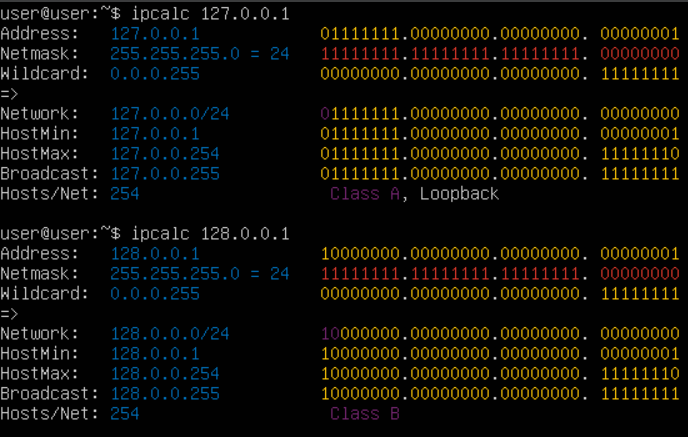 user@user:~$ ipcalc 127.0.0.1
Address: 127.0.0.1 01111111.00000000.00000000. 00000001
Netmask: 255.255.255.0 = 24 11111111.11111111.11111111. 00000000
Wildcard: 0.0.0.255 00000000.00000000.00000000. 11111111
=>
Network: 127.0.0.0/24 01111111.00000000.00000000. 00000000
HostMin: 127.0.0.1 01111111.00000000.00000000. 00000001
HostMax: 127.0.0.254 01111111.00000000.00000000. 11111110
Broadcast: 127.0.0.255 01111111.00000000.00000000. 11111111
Hosts/Net: 254 Class A, Loopback
user@user:~$ ipcalc 128.0.0.1
Address: 128.0.0.1 10000000.00000000.00000000. 00000001
Netmask: 255.255.255.0 = 24 11111111.11111111.11111111. 00000000
Wildcard: 0.0.0.255 00000000.00000000.00000000. 11111111
=>
Network: 128.0.0.0/24 10000000.00000000.00000000. 00000000
HostMin: 128.0.0.1 10000000.00000000.00000000. 00000001
HostMax: 128.0.0.254 10000000.00000000.00000000. 11111110
Broadcast: 128.0.0.255 10000000.00000000.00000000. 11111111
Hosts/Net: 254 Class B